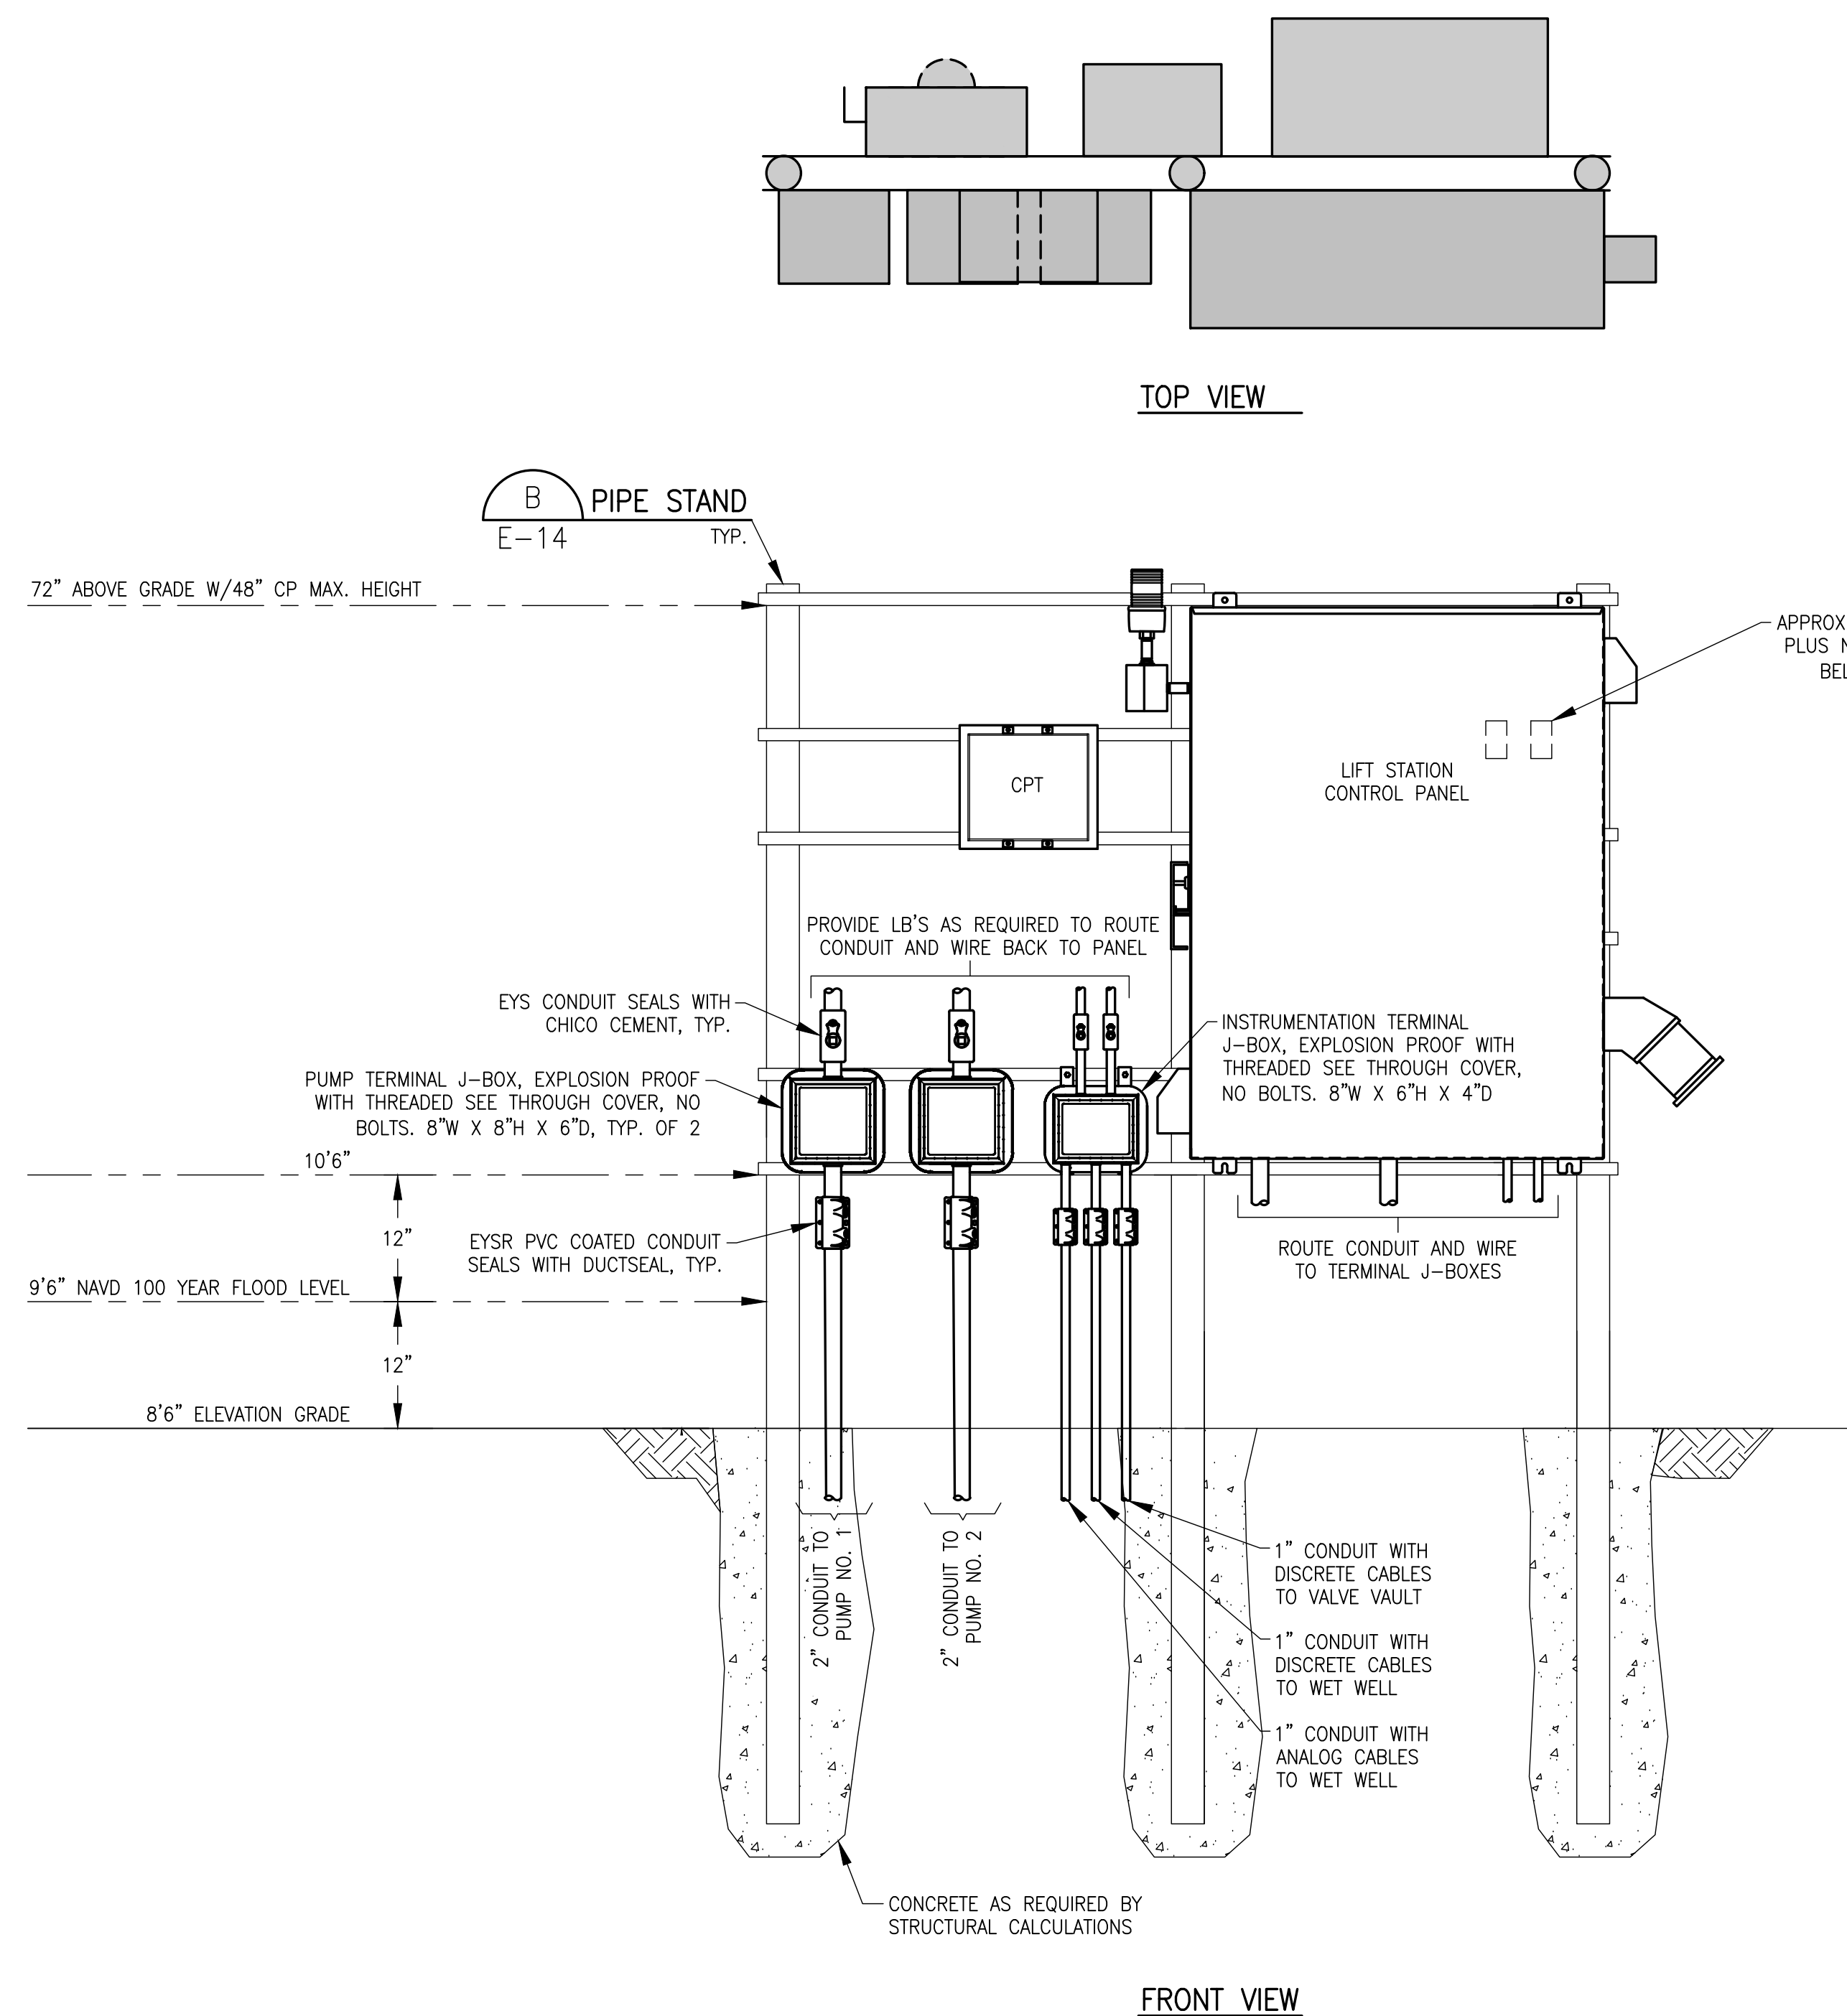 TOP VIEW
B
PIPE STAND
E-14
TYP.
72" ABOVE GRADE W/48" CP MAX. HEIGHT
APPROX
PLUS
CPT
LIFT STATION
CONTROL PANEL
PROVIDE LB'S AS REQUIRED TO ROUTE
CONDUIT AND WIRE BACK TO PANEL
EYS CONDUIT SEALS WITH
CHICO CEMENT, TYP.
INSTRUMENTATION TERMINAL
J-BOX, EXPLOSION PROOF WITH
THREADED SEE THROUGH COVER,
NO BOLTS. 8"W X 6"H X 4"D
PUMP TERMINAL J-BOX, EXPLOSION PROOF
WITH THREADED SEE THROUGH COVER, NO
BOLTS. 8"W X 8"H X 6"D, TYP. OF 2
10'6"
12"
EYSR PVC COATED CONDUIT
SEALS WITH DUCTSEAL, TYP.
ROUTE CONDUIT AND WIRE
TO TERMINAL J-BOXES
9'6" NAVD 100 YEAR FLOOD LEVEL
12"
8'6" ELEVATION GRADE
2" CONDUIT TO
PUMP NO. 1
2" CONDUIT TO
PUMP NO. 2
1" CONDUIT WITH
DISCRETE CABLES
TO VALVE VAULT
1" CONDUIT WITH
DISCRETE CABLES
TO WET WELL
1" CONDUIT WITH
ANALOG CABLES
TO WET WELL
CONCRETE AS REQUIRED BY
STRUCTURAL CALCULATIONS
FRONT VIEW